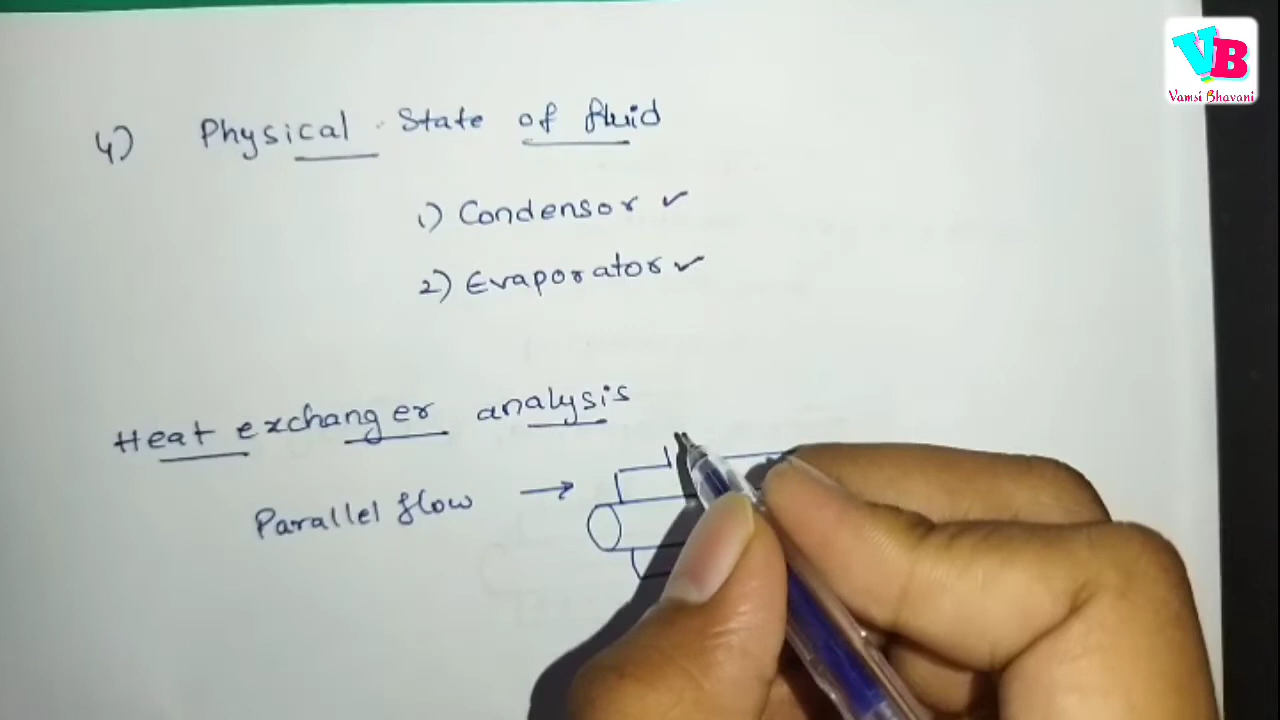 VB
Vamsi Bhavani
4) Physical State of fluid
1) Condensor ✓
2) Evaporator ✓
Heat exchanger analysis
Parallel flow →